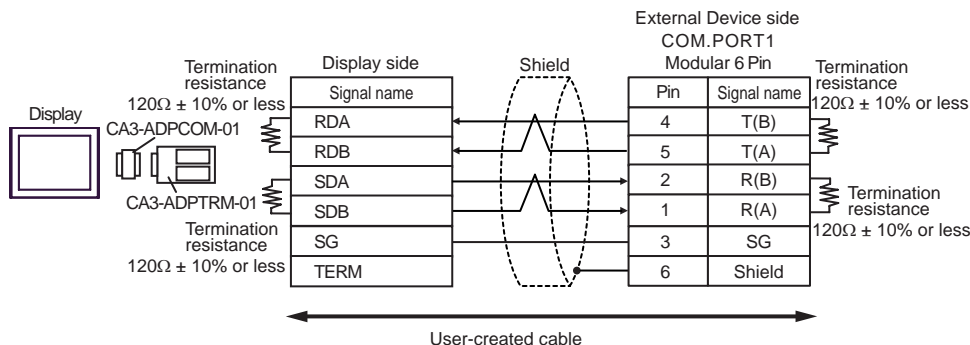 External Device side
COM.PORT1
Modular 6 Pin
Display side
Shield
Termination
resistance
120Ω ± 10% or less
Termination
resistance
120Ω ± 10% or less
Display
CA3-ADPCOM-01
CA3-ADPTRM-01
Signal name
Pin
Signal name
RDA
4
T(B)
RDB
5
T(A)
SDA
2
R(B)
SDB
1
R(A)
SG
3
SG
TERM
6
Shield
Termination
resistance
120Ω ± 10% or less
Termination
resistance
120Ω ± 10% or less
User-created cable